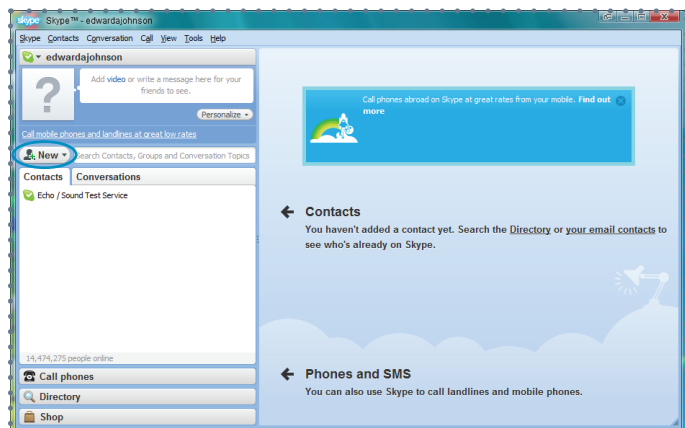 skype Skype™ - edwardajohnson
Skype Contacts Conversation Call View Tools Help
edwardajohnson
Add video or write a message here for your
friends to see.
?
Personalize
Call mobile phones and landlines at great low rates
New Search Contacts, Groups and Conversation Topics
Contacts Conversations
Echo / Sound Test Service
14,474,275 people online
Call phones
Directory
Shop
Call phones abroad on Skype at great rates from your mobile. Find out
more
Contacts
You haven't added a contact yet. Search the Directory or your email contacts to
see who's already on Skype.
Phones and SMS
You can also use Skype to call landlines and mobile phones.